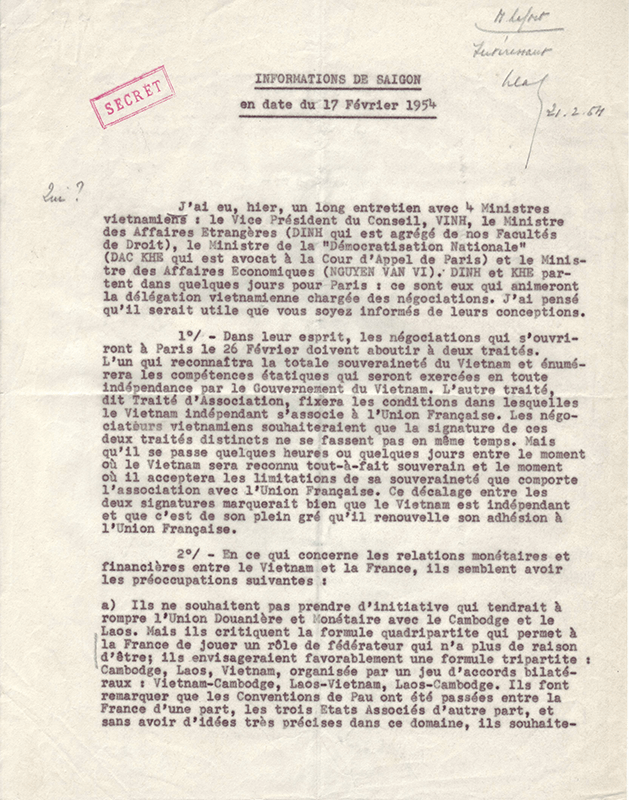 Intéressant
21.2.54
INFORMATIONS DE SAIGON
en date du 17 Février 1954
SECRET
Qui ?
J'ai eu, hier, un long entretien avec 4 Ministres
vietnamiens : le Vice Président du Conseil, VINH, le Ministre
des Affaires Etrangères (DINH qui est agrégé de nos Facultés
de Droit), le Ministre de la "Démocratisation Nationale"
(DAC KHE qui est avocat à la Cour d'Appel de Paris) et le Minis-
tre des Affaires Economiques (NGUYEN VAN VI). DINH et KHE par-
tent dans quelques jours pour Paris : ce sont eux qui animeront
la délégation vietnamienne chargée des négociations. J'ai pensé
qu'il serait utile que vous soyez informés de leurs conceptions.
1°/ - Dans leur esprit, les négociations qui s'ouvri-
ront à Paris le 26 Février doivent aboutir à deux traités.
L'un qui reconnaîtra la totale souveraineté du Vietnam et énumé-
rera les compétences étatiques qui seront exercées en toute
indépendance par le Gouvernement du Vietnam. L'autre traité,
dit Traité d'Association, fixera les conditions dans lesquelles
le Vietnam indépendant s'associe à l'Union Française. Les négo-
ciateurs vietnamiens souhaiteraient que la signature de ces
deux traités distincts ne se fassent pas en même temps. Mais
qu'il se passe quelques heures ou quelques jours entre le moment
où le Vietnam sera reconnu tout-à-fait souverain et le moment
où il acceptera les limitations de sa souveraineté que comporte
l'association avec l'Union Française. Ce décalage entre les
deux signatures marquerait bien que le Vietnam est indépendant
et que c'est de son plein gré qu'il renouvelle son adhésion à
l'Union Française.
2°/ - En ce qui concerne les relations monétaires et
financières entre le Vietnam et la France, ils semblent avoir
les préoccupations suivantes :
a) Ils ne souhaitent pas prendre d'initiative qui tendrait à
rompre l'Union Douanière et Monétaire avec le Cambodge et le
Laos. Mais ils critiquent la formule quadripartite qui permet à
la France de jouer un rôle de fédérateur qui n'a plus de raison
d'être; ils envisageraient favorablement une formule tripartite :
Cambodge, Laos, Vietnam, organisée par un jeu d'accords bilaté-
raux : Vietnam-Cambodge, Laos-Vietnam, Laos-Cambodge. Ils font
remarquer que les Conventions de Pau ont été passées entre la
France d'une part, les trois Etats Associés d'autre part, et
sans avoir d'idées très précises dans ce domaine, ils souhaite-